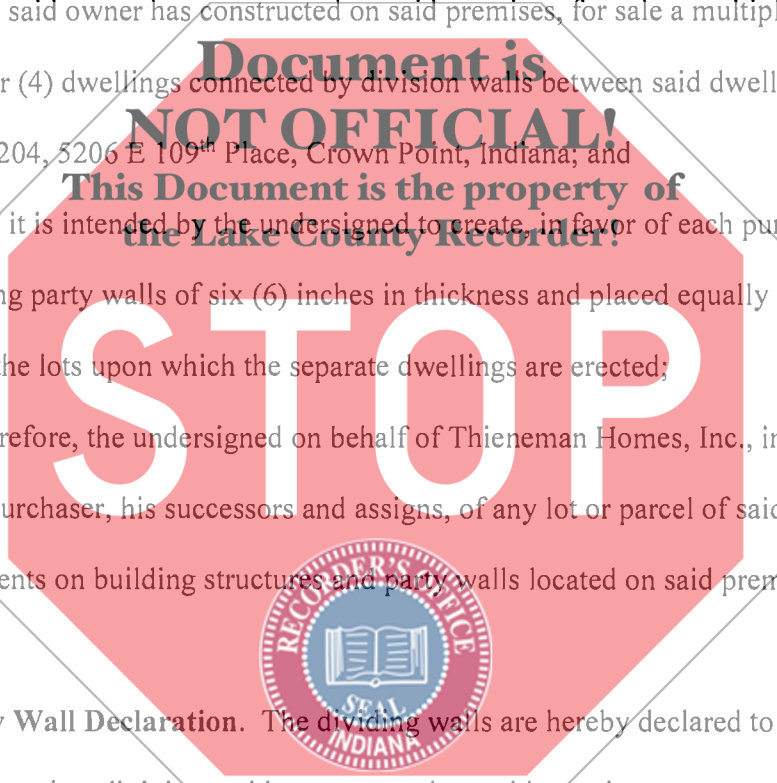 said owner has constructed on said premises, for sale a multipl
Document is
r (4) dwellings connected by division walls between said dwell
NOT OFFICIAL!
204, 5206 E 109th Place, Crown Point, Indiana; and
This Document is the property of
it is intended by the undersigned to create, in favor of each pur
the Lake County Recorder!
ng party walls of six (6) inches in thickness and placed equally
STOP
he lots upon which the separate dwellings are erected;
refore, the undersigned on behalf of Thieneman Homes, Inc., in
urchaser, his successors and assigns, of any lot or parcel of said
ents on building structures and party walls located on said prem
RECORDER'S OFFICE
SEAL
INDIANA
Wall Declaration. The dividing walls are hereby declared to